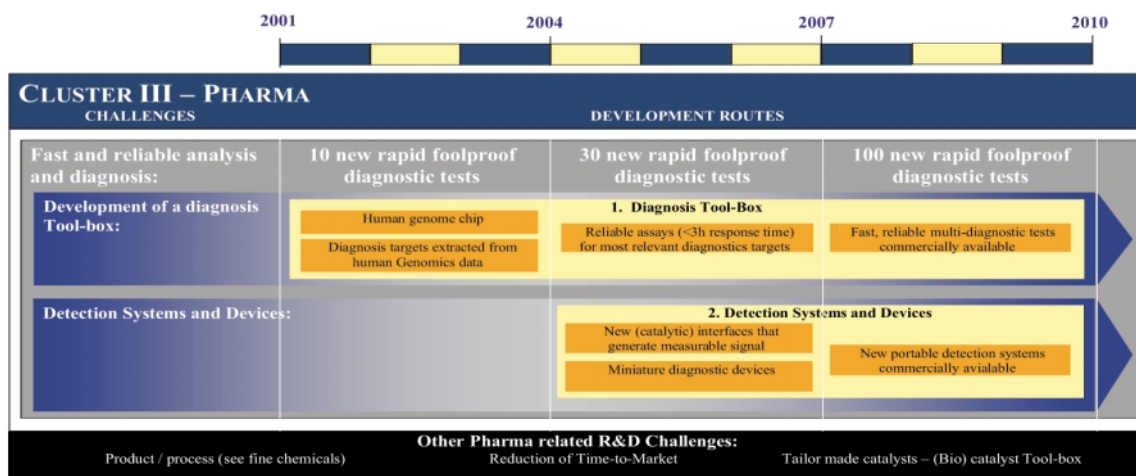 2001 2004 2007 2010
CLUSTER III – PHARMA
CHALLENGES DEVELOPMENT ROUTES
Fast and reliable analysis
and diagnosis:
10 new rapid foolproof
diagnostic tests
30 new rapid foolproof
diagnostic tests
100 new rapid foolproof
diagnostic tests
Development of a diagnosis
Tool-box:
1. Diagnosis Tool-Box
Human genome chip
Diagnosis targets extracted from
human Genomics data
Reliable assays (<3h response time)
for most relevant diagnostics targets
Fast, reliable multi-diagnostic tests
commercially available
Detection Systems and Devices:
2. Detection Systems and Devices
New (catalytic) interfaces that
generate measurable signal
Miniature diagnostic devices
New portable detection systems
commercially avialable
Other Pharma related R&D Challenges:
Product / process (see fine chemicals) Reduction of Time-to-Market Tailor made catalysts – (Bio) catalyst Tool-box